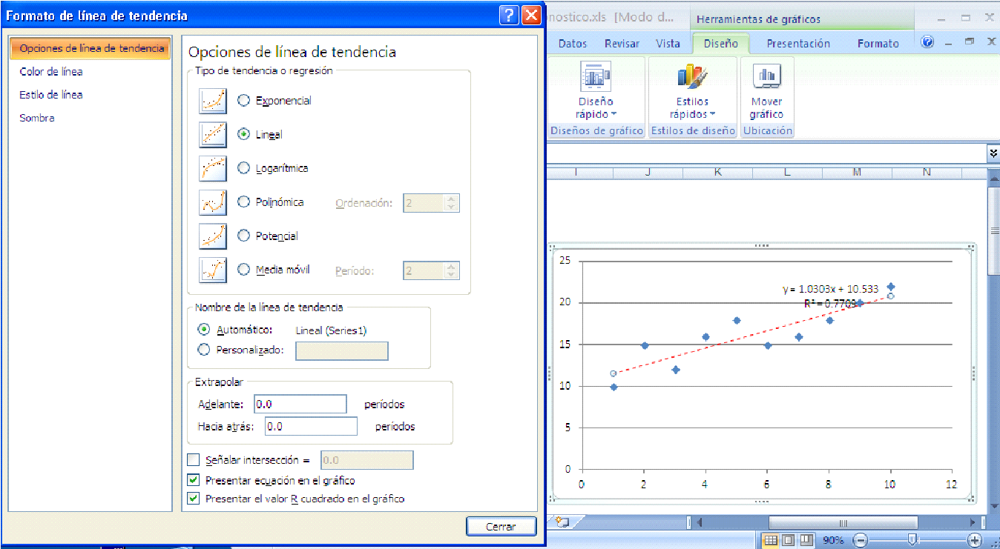 Formato de línea de tendencia
Opciones de línea de tendencia
Color de línea
Estilo de línea
Sombra
Opciones de línea de tendencia
Tipo de tendencia o regresión
Exponencial
Lineal
Logarítmica
Polinómica Ordenación: 2
Potencial
Media móvil Período: 2
Nombre de la línea de tendencia
Automático: Lineal (Series1)
Personalizado:
Extrapolar
Adelante: 0.0 períodos
Hacia atrás: 0.0 períodos
Señalar intersección = 0.0
Presentar ecuación en el gráfico
Presentar el valor R cuadrado en el gráfico
Cerrar
nostico.xls [Modo d... Herramientas de gráficos
Datos Revisar Vista Diseño Presentación Formato
Diseño rápido
Estilos rápidos
Mover gráfico
Diseños de gráfico Estilos de diseño Ubicación
I J K L M N
25
20
15
10
5
0
y = 1.0303x + 10.533
R² = 0.7709
0 2 4 6 8 10 12
90%